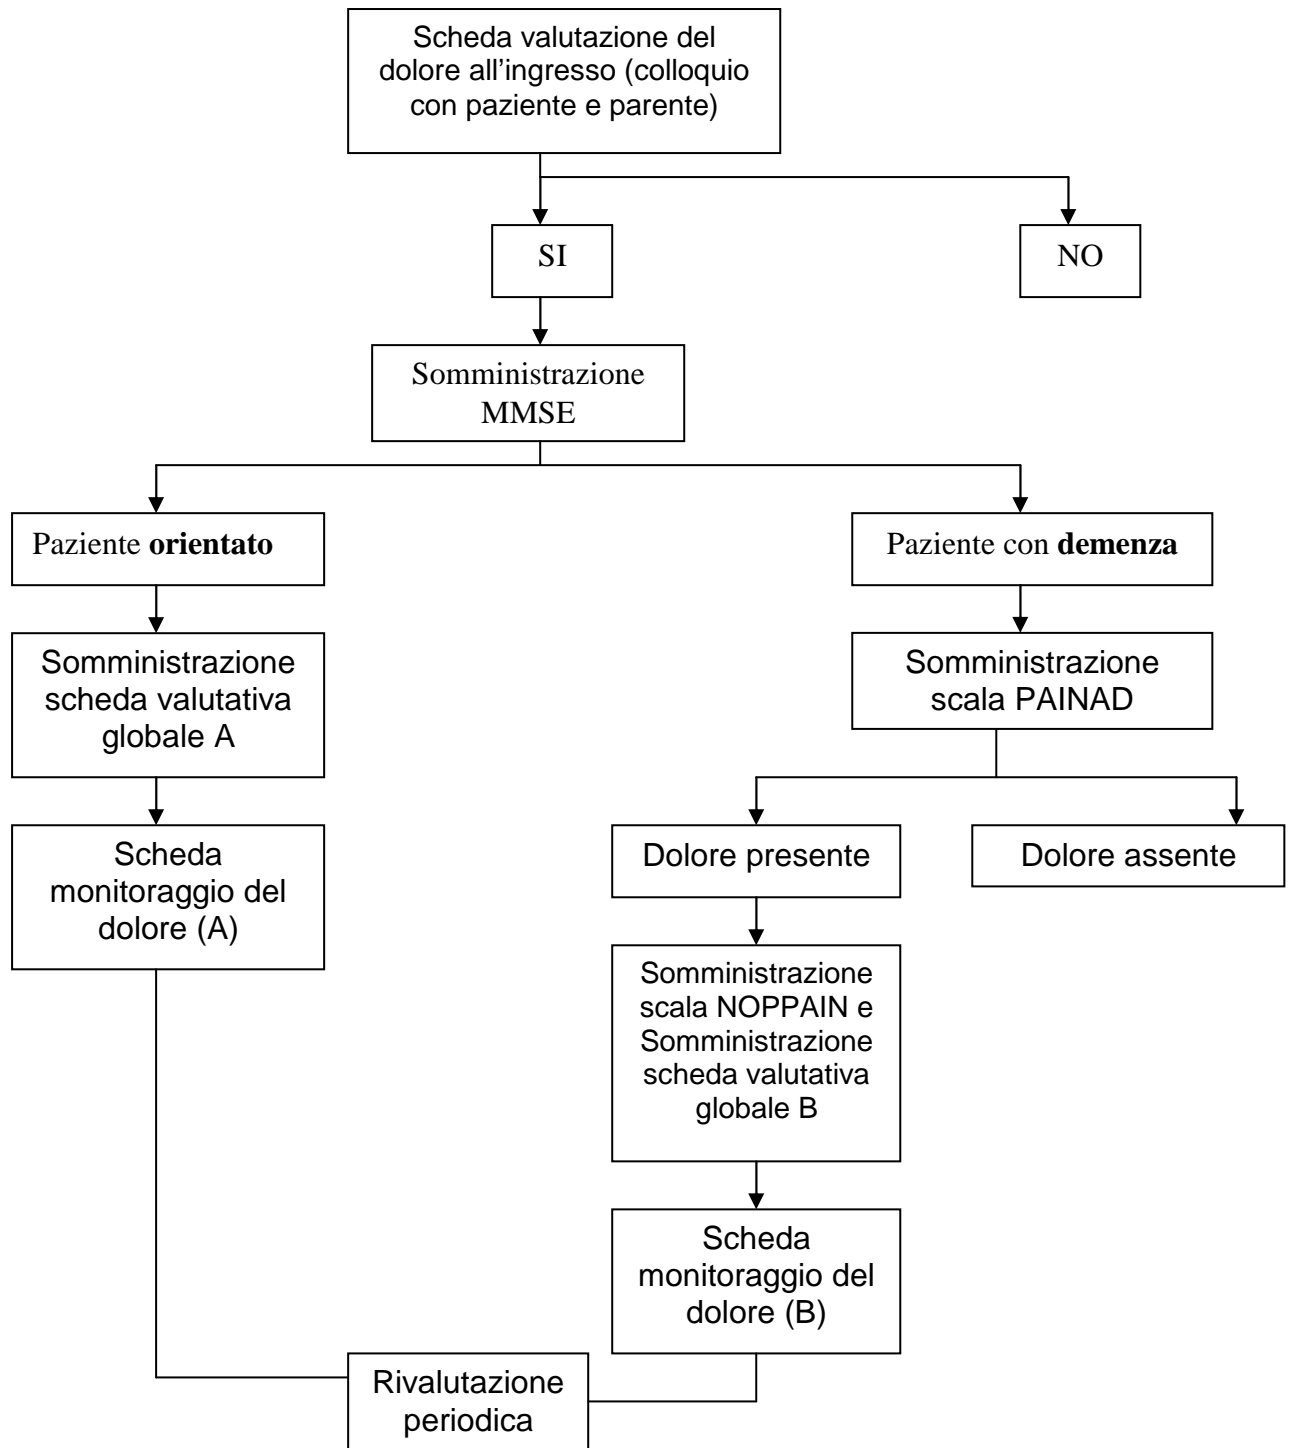 Scheda valutazione del
dolore all’ingresso (colloquio
con paziente e parente)
SI
NO
Somministrazione
MMSE
Paziente orientato
Paziente con demenza
Somministrazione
scheda valutativa
globale A
Somministrazione
scala PAINAD
Scheda
monitoraggio del
dolore (A)
Dolore presente
Dolore assente
Somministrazione
scala NOPPAIN e
Somministrazione
scheda valutativa
globale B
Scheda
monitoraggio del
dolore (B)
Rivalutazione
periodica